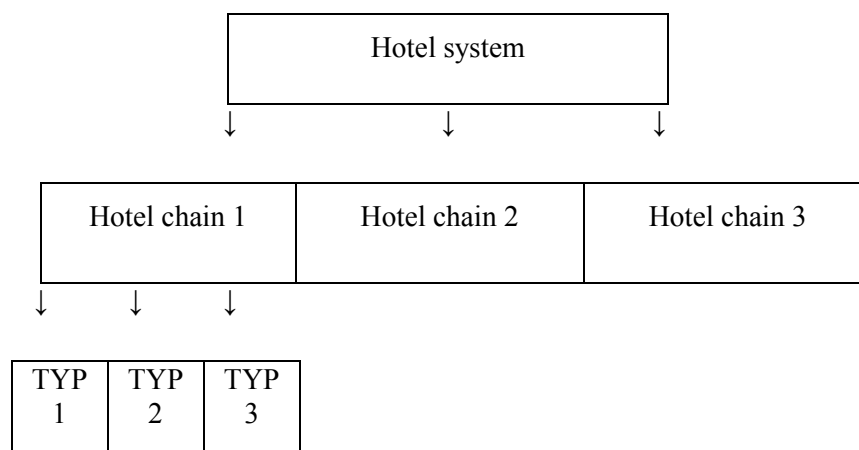 Hotel system
↓ ↓ ↓
Hotel chain 1 Hotel chain 2 Hotel chain 3
↓ ↓ ↓
TYP TYP TYP
1 2 3